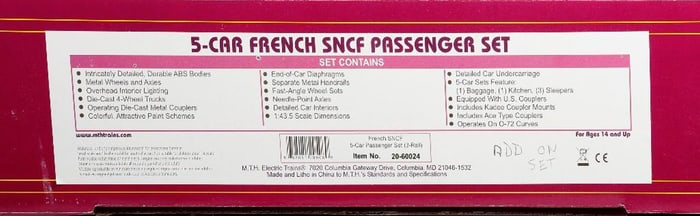 5-CAR FRENCH SNCF PASSENGER SET
SET CONTAINS
• Intricately Detailed, Durable ABS Bodies
• Metal Wheels and Axles
• Overhead Interior Lighting
• Die-Cast 4-Wheel Trucks
• Operating Die-Cast Metal Couplers
• Colorful, Attractive Paint Schemes
• End-of-Car Diaphragms
• Separate Metal Handrails
• Fast-Angle Wheel Sets
• Needle-Point Axles
• Detailed Car Interiors
• 1:43.5 Scale Dimensions
• Detailed Car Undercarriage
• 5-Car Sets Feature:
(1) Baggage, (1) Kitchen, (3) Sleepers
• Equipped With U.S. Couplers
• Includes Kadee Coupler Mounts
• Includes Ace Type Couplers
• Operates On O-72 Curves
www.mthtrains.com
For Ages 14 and Up
French SNCF
5-Car Passenger Set (2-Rail)
Item No. 20-60024
ADD ON
SET
CE
M.T.H. Electric Trains® 7020 Columbia Gateway Drive, Columbia, MD 21046-1532
Made and Litho in China to M.T.H.'s Standards and Specifications